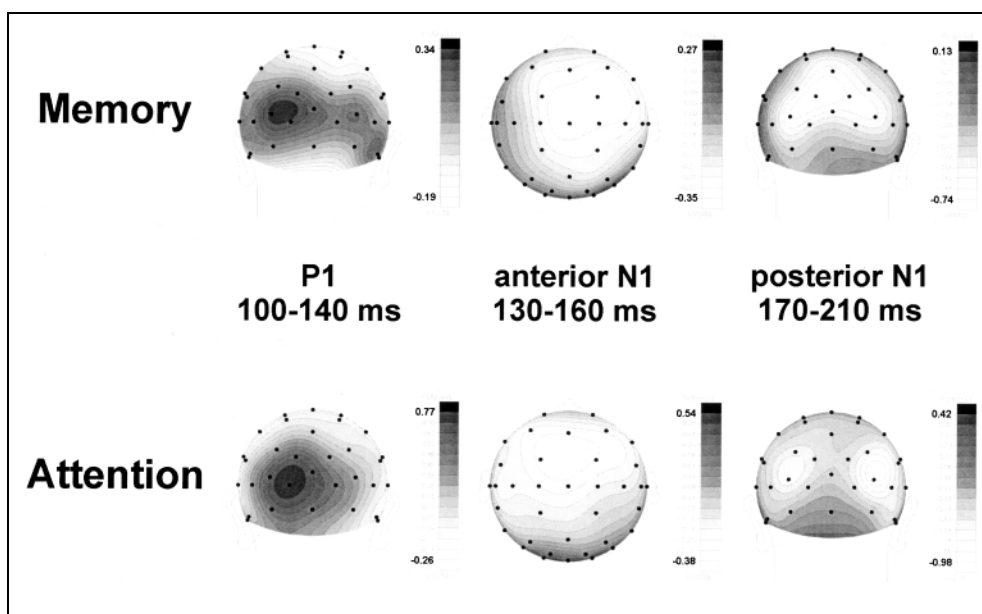 Memory
0.34
-0.19
0.27
-0.35
0.13
-0.74
P1
100-140 ms
anterior N1
130-160 ms
posterior N1
170-210 ms
Attention
0.77
-0.26
0.54
-0.38
0.42
-0.98